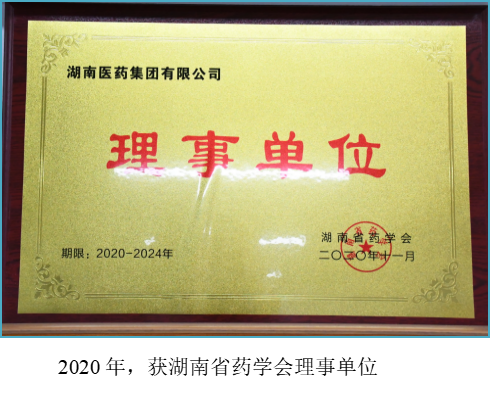 湖南医药集团有限公司
理事单位
湖南省药学会
期限：2020-2024年
二〇二〇年十一月
2020 年，获湖南省药学会理事单位